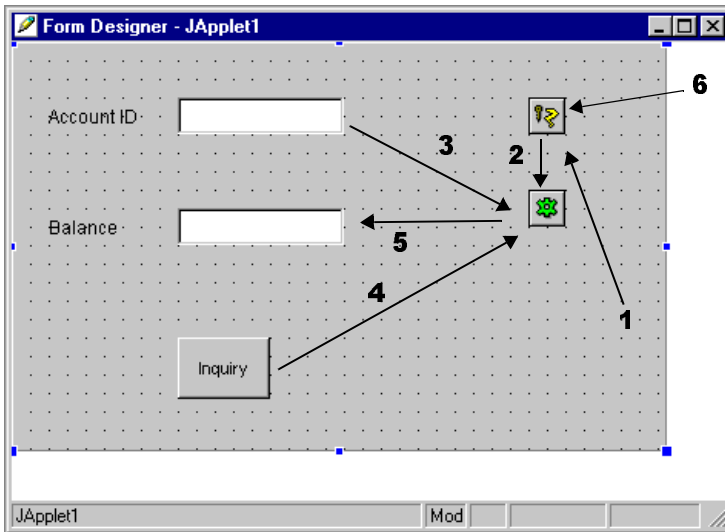 Form Designer - JApplet1
6
Account ID
3
2
Balance
5
4
1
Inquiry
JApplet1
Mod